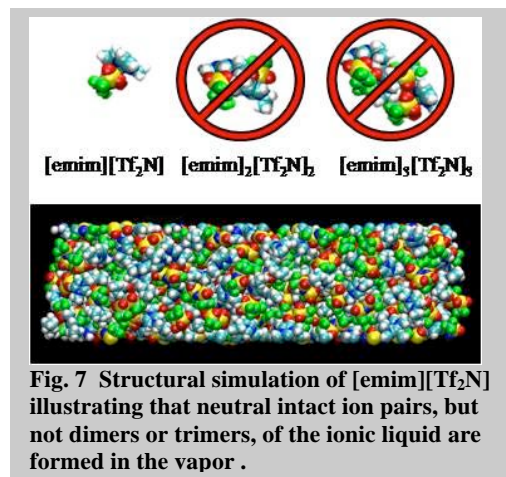 [emim][Tf₂N] [emim]₂[Tf₂N]₂ [emim]₃[Tf₂N]₃
Fig. 7 Structural simulation of [emim][Tf₂N]
illustrating that neutral intact ion pairs, but
not dimers or trimers, of the ionic liquid are
formed in the vapor .